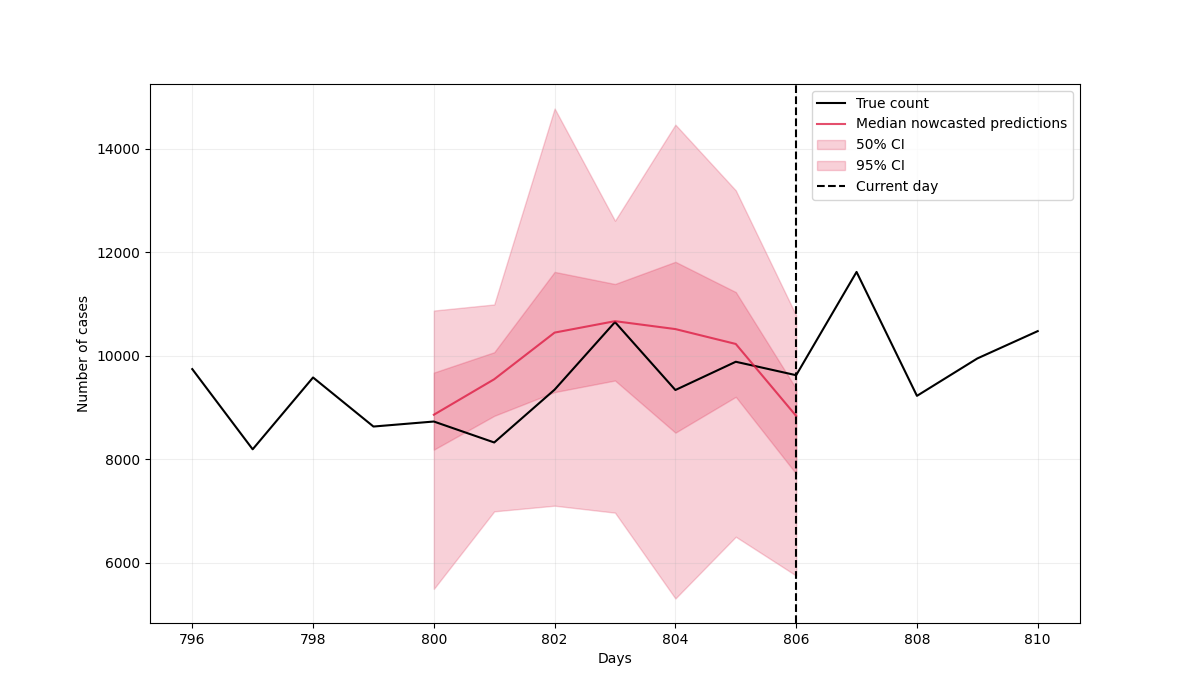 14000
12000
10000
8000
6000
Number of cases
796 798 800 802 804 806 808 810
Days
True count
Median nowcasted predictions
50% CI
95% CI
Current day